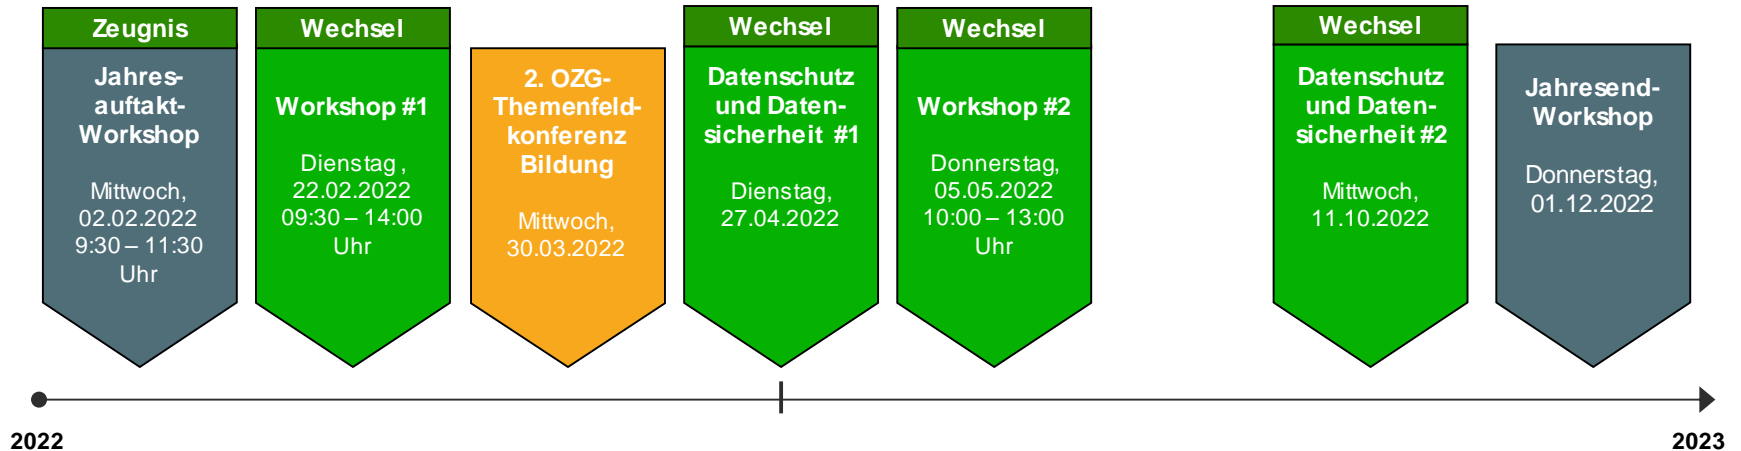 Zeugnis
Jahres-
auftakt-
Workshop
Mittwoch,
02.02.2022
9:30 – 11:30
Uhr
Wechsel
Workshop #1
Dienstag ,
22.02.2022
09:30 – 14:00
Uhr
2. OZG-
Themenfeld-
konferenz
Bildung
Mittwoch,
30.03.2022
Wechsel
Datenschutz
und Daten-
sicherheit #1
Dienstag,
27.04.2022
Wechsel
Workshop #2
Donnerstag,
05.05.2022
10:00 – 13:00
Uhr
Wechsel
Datenschutz
und Daten-
sicherheit #2
Mittwoch,
11.10.2022
Jahresend-
Workshop
Donnerstag,
01.12.2022
2022
2023